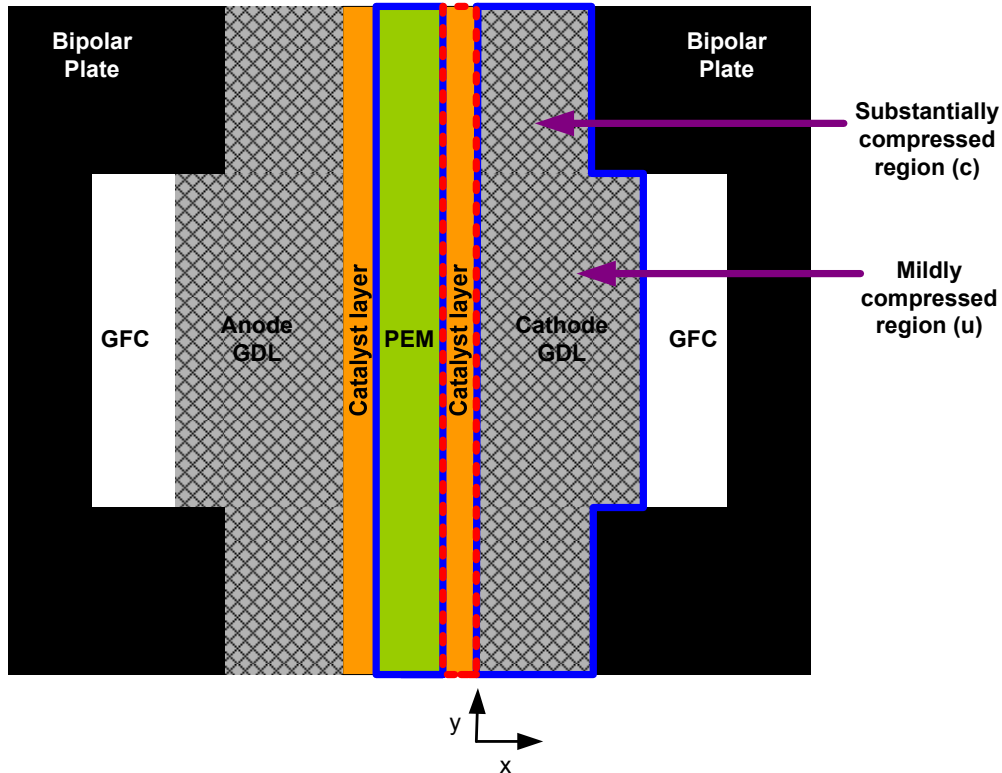 Bipolar
Plate
Bipolar
Plate
Substantially
compressed
region (c)
Mildly
compressed
region (u)
GFC
Anode
GDL
Catalyst layer
PEM
Catalyst layer
Cathode
GDL
GFC
y
x